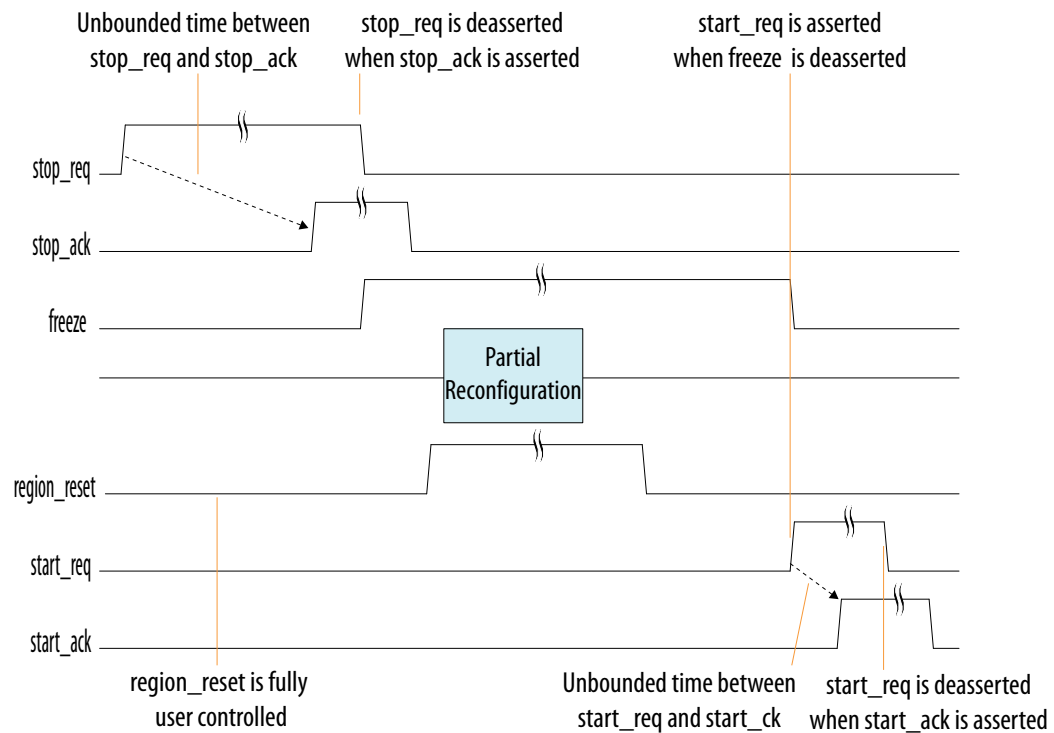 Unbounded time between
stop_req and stop_ack
stop_req is deasserted
when stop_ack is asserted
start_req is asserted
when freeze is deasserted
stop_req
stop_ack
freeze
Partial
Reconfiguration
region_reset
start_req
start_ack
region_reset is fully
user controlled
Unbounded time between
start_req and start_ck
start_req is deasserted
when start_ack is asserted